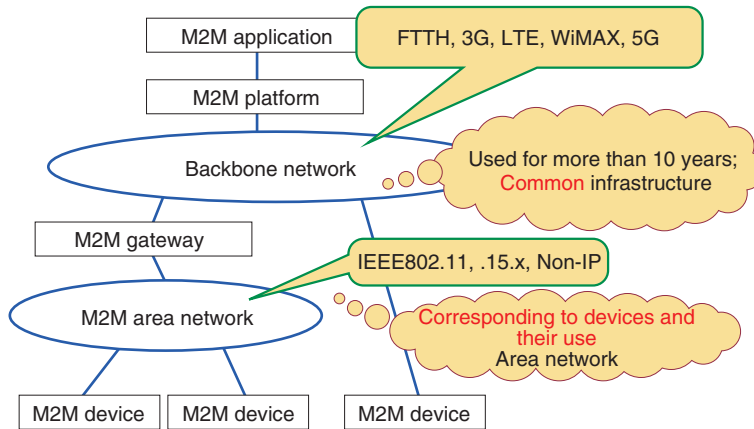 M2M application
FTTH, 3G, LTE, WiMAX, 5G
M2M platform
Backbone network
Used for more than 10 years;
Common infrastructure
M2M gateway
IEEE802.11, .15.x, Non-IP
M2M area network
Corresponding to devices and
their use
Area network
M2M device
M2M device
M2M device